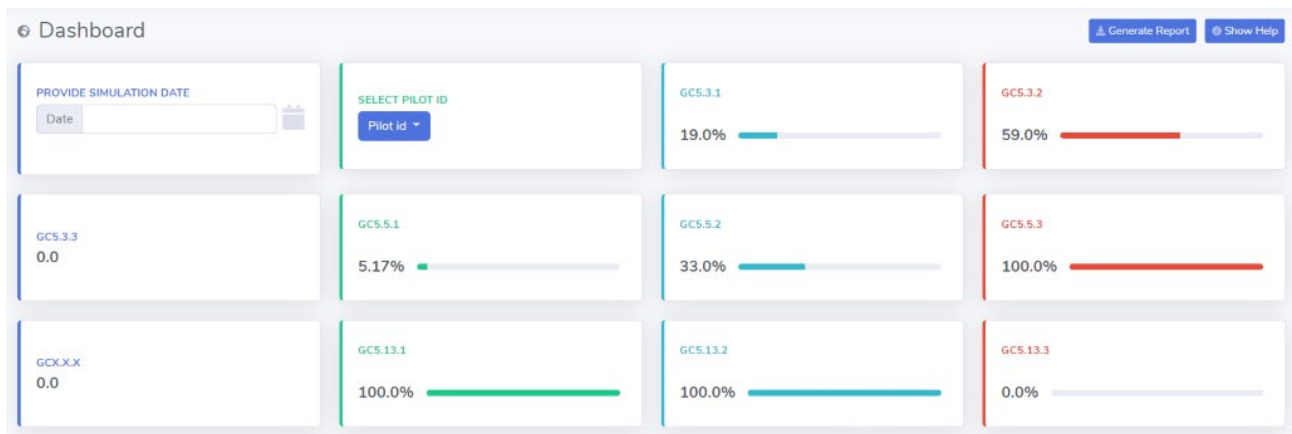 Dashboard
Generate Report
Show Help
PROVIDE SIMULATION DATE
Date
SELECT PILOT ID
Pilot id
GC5.3.1
19.0%
GC5.3.2
59.0%
GC5.3.3
0.0
GC5.5.1
5.17%
GC5.5.2
33.0%
GC5.5.3
100.0%
GCX.X.X
0.0
GC5.13.1
100.0%
GC5.13.2
100.0%
GC5.13.3
0.0%